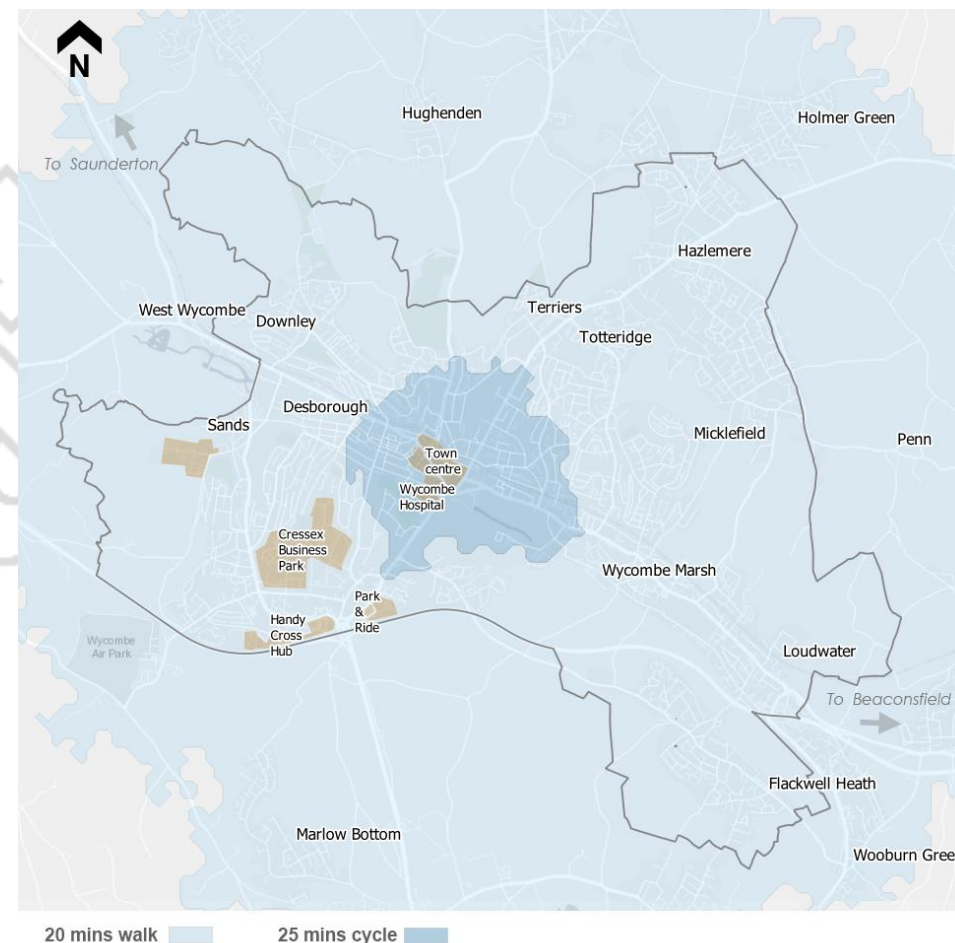 N
Hughenden
Holmer Green
To Saunderton
Hazlemere
West Wycombe
Downley
Terriers
Totteridge
Desborough
Sands
Micklefield
Penn
Town
centre
Wycombe
Hospital
Cressex
Business
Park
Wycombe Marsh
Park
&
Ride
Handy
Cross
Hub
Wycombe
Air Park
Loudwater
To Beaconsfield
Flackwell Heath
Marlow Bottom
Wooburn Gree
20 mins walk
25 mins cycle